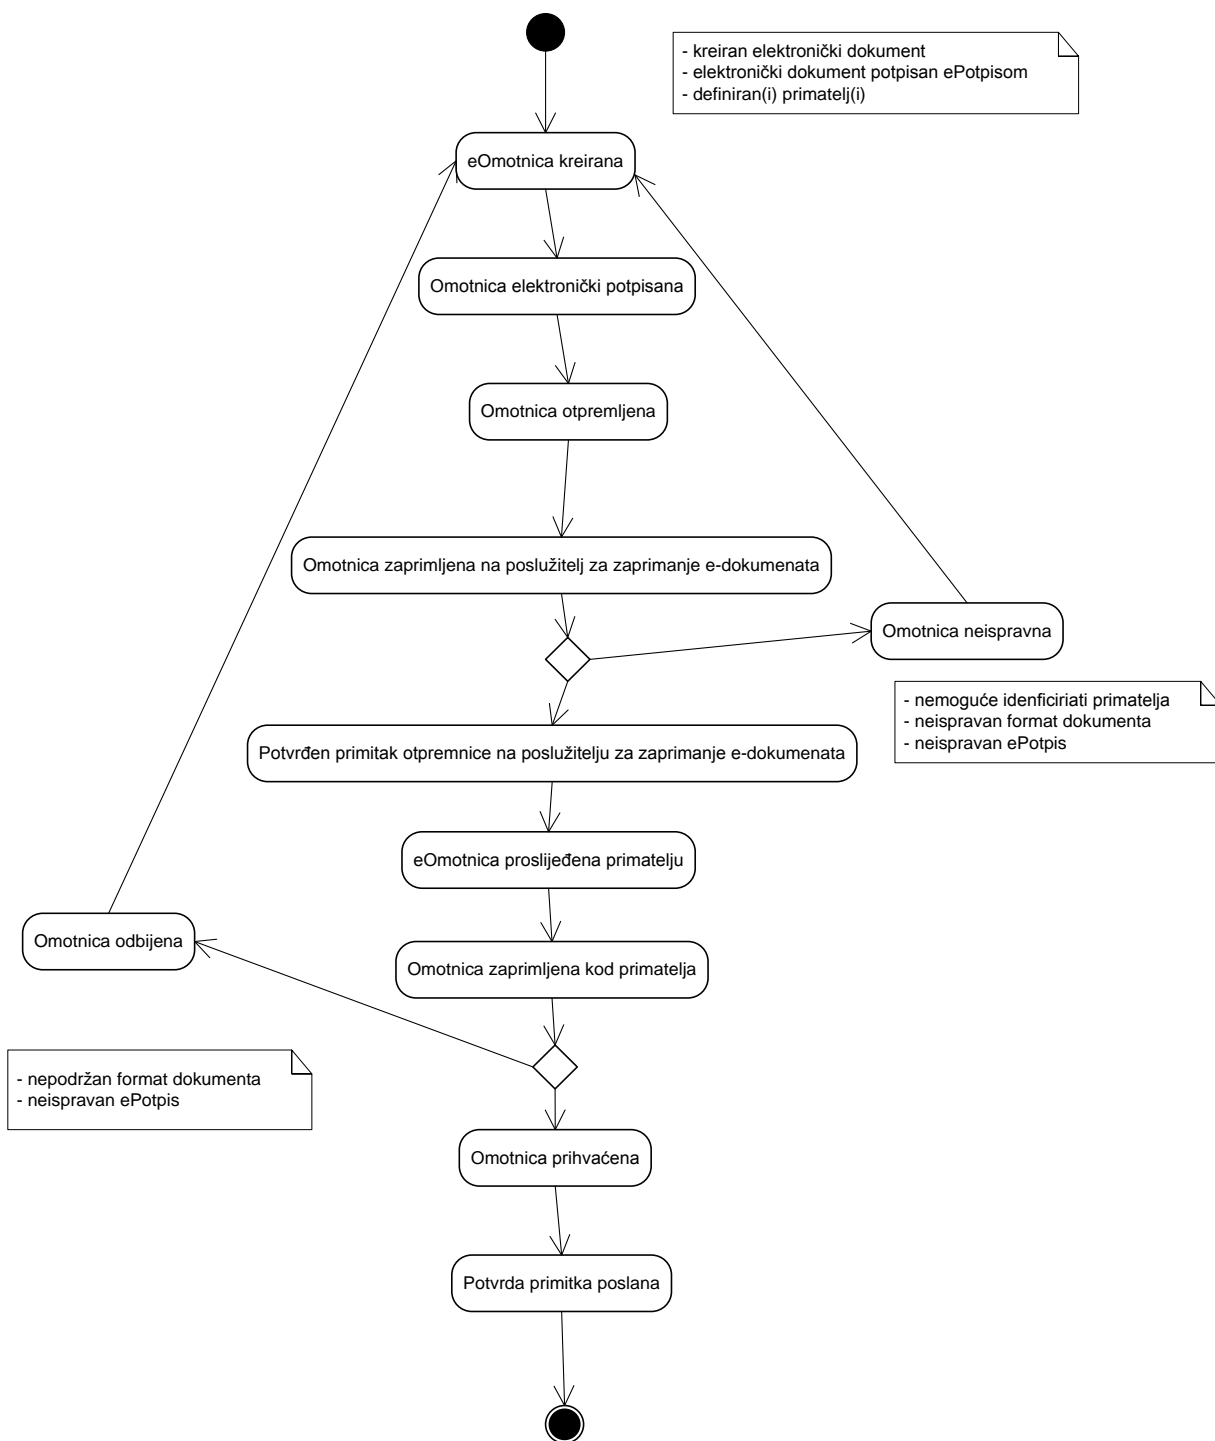 - kreiran elektronički dokument
- elektronički dokument potpisan ePotpisom
- definiran(i) primatelj(i)
eOmotnica kreirana
Omotnica elektronički potpisana
Omotnica otpremljena
Omotnica zaprimljena na poslužitelj za zaprimanje e-dokumenata
Omotnica neispravna
- nemoguće idenficiriati primatelja
- neispravan format dokumenta
- neispravan ePotpis
Potvrđen primitak otpremnice na poslužitelju za zaprimanje e-dokumenata
eOmotnica proslijeđena primatelju
Omotnica odbijena
Omotnica zaprimljena kod primatelja
- nepodržan format dokumenta
- neispravan ePotpis
Omotnica prihvaćena
Potvrda primitka poslana